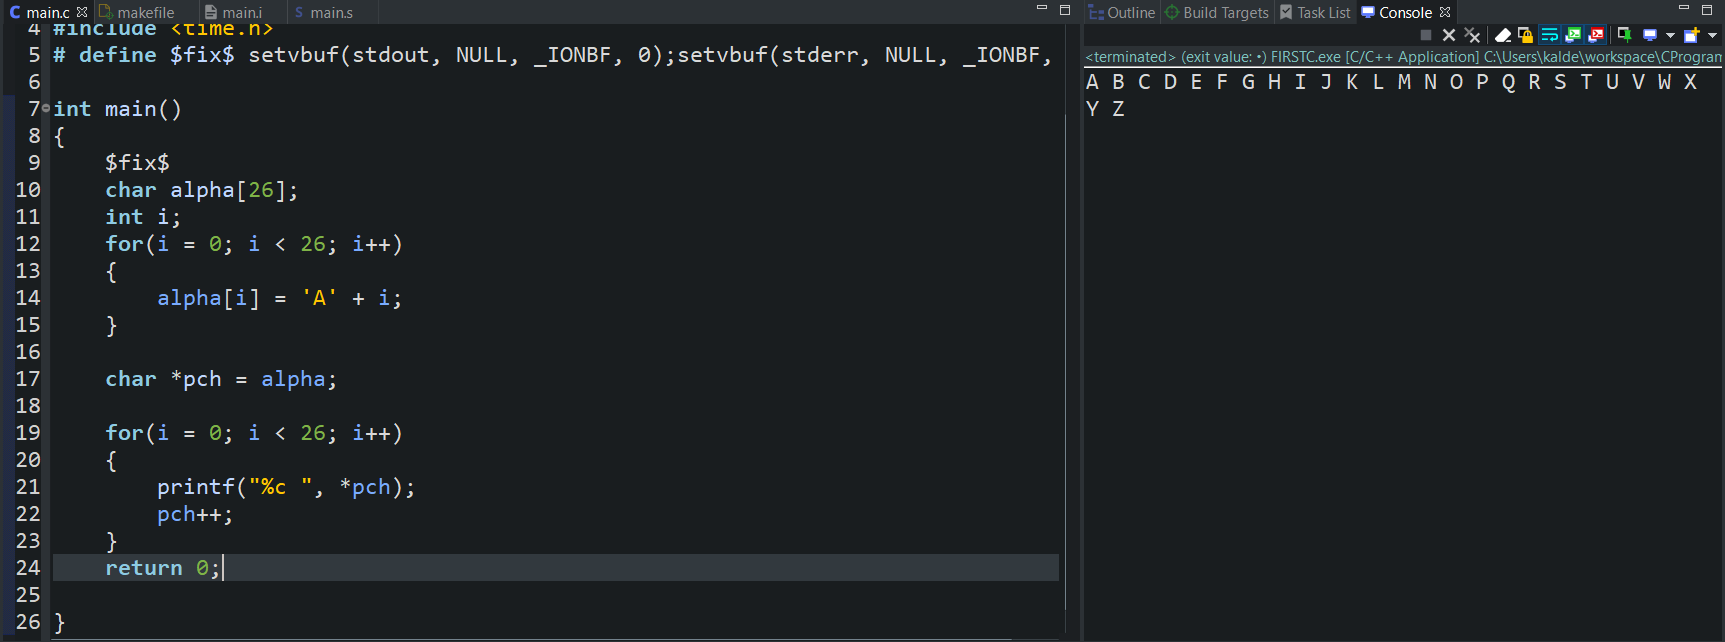 main.c makefile main.i main.s
4 #include <time.h>
5 # define $fix$ setvbuf(stdout, NULL, _IONBF, 0);setvbuf(stderr, NULL, _IONBF,
6
7 int main()
8 {
9 $fix$
10 char alpha[26];
11 int i;
12 for(i = 0; i < 26; i++)
13 {
14 alpha[i] = 'A' + i;
15 }
16
17 char *pch = alpha;
18
19 for(i = 0; i < 26; i++)
20 {
21 printf("%c ", *pch);
22 pch++;
23 }
24 return 0;
25
26 }
Outline Build Targets Task List Console
<terminated> (exit value: •) FIRSTC.exe [C/C++ Application] C:\Users\kalde\workspace\CProgram
A B C D E F G H I J K L M N O P Q R S T U V W X
Y Z